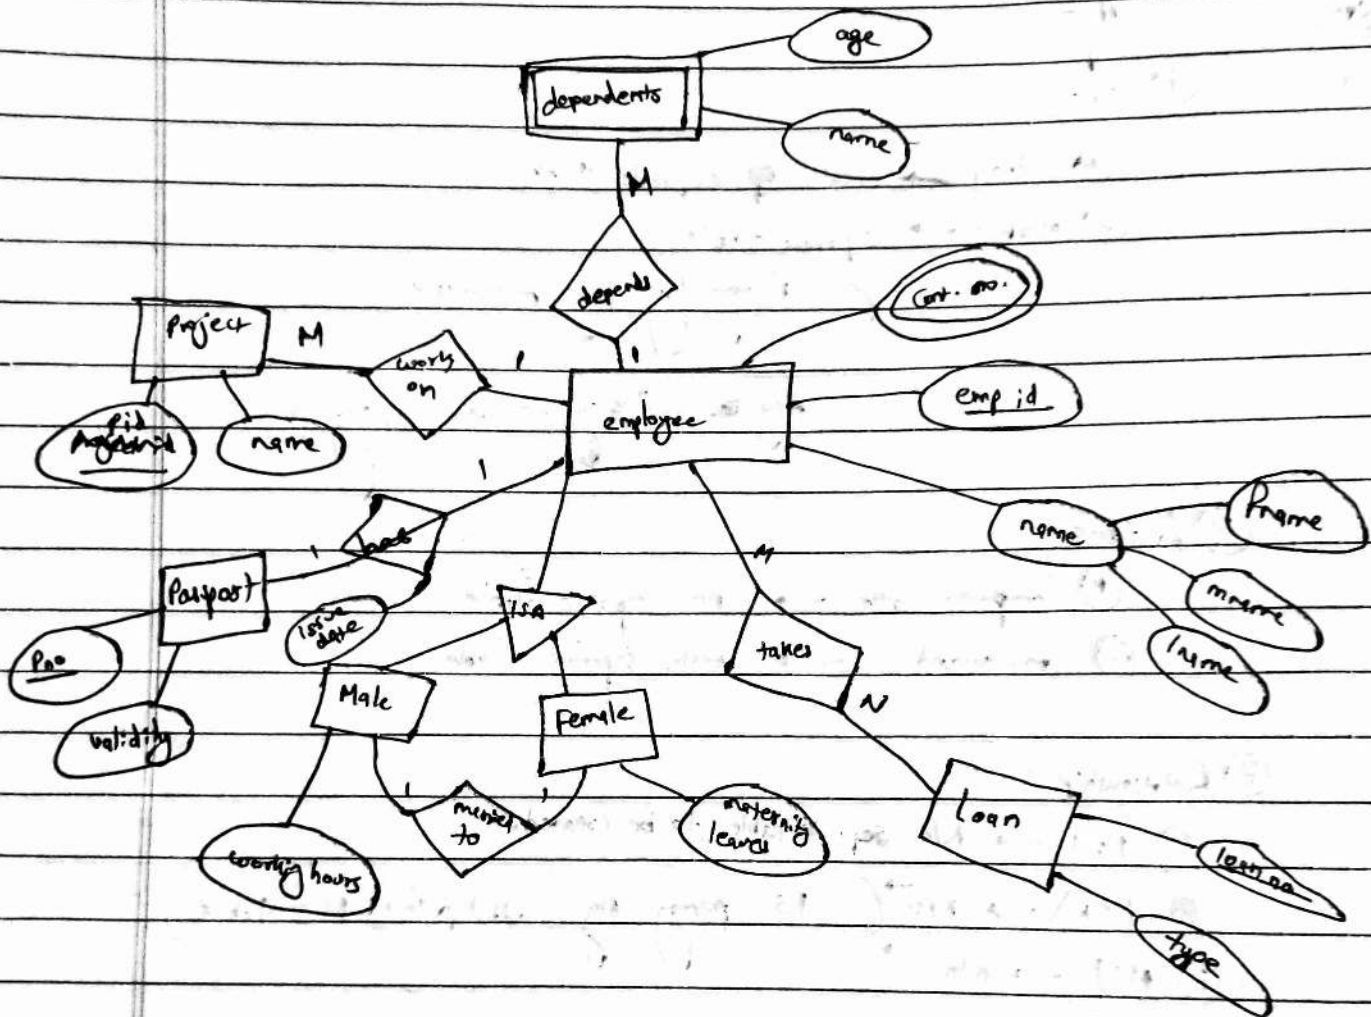 age
dependents
name
M
depends
Cont. no.
Project
M
work
on
1
1
employee
emp id
pid
name
1
name
Fname
mname
lname
1
has
Passport
issue
date
ISA
M
takes
N
Pno
validity
Male
Female
1
married
to
1
maternity
leaves
working hours
Loan
loan no
type